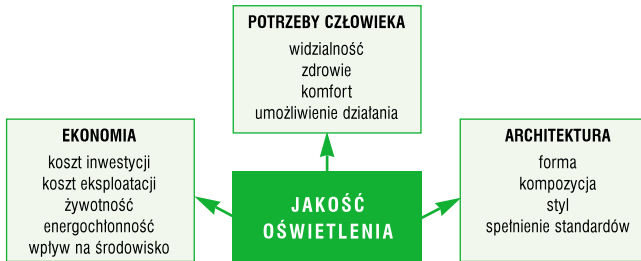 POTRZEBY CZŁOWIEKA
widzialność
zdrowie
komfort
umożliwienie działania
EKONOMIA
koszt inwestycji
koszt eksploatacji
żywotność
energochłonność
wpływ na środowisko
JAKOŚĆ
OŚWIETLENIA
ARCHITEKTURA
forma
kompozycja
styl
spełnienie standardów